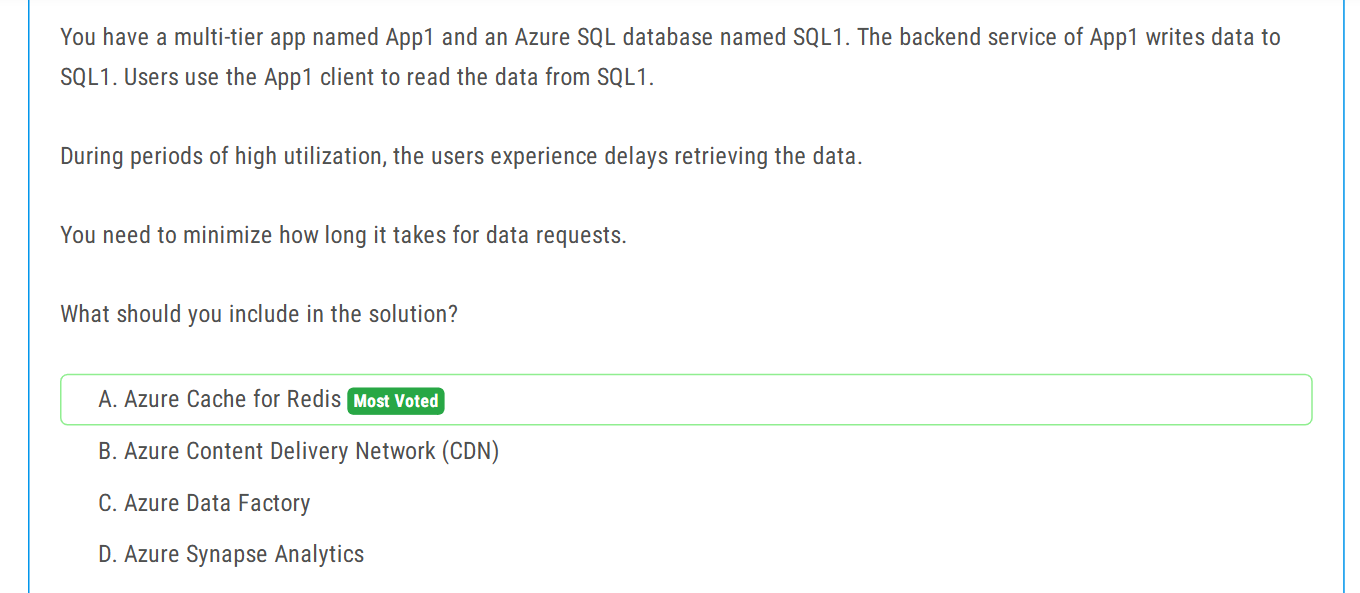 You have a multi-tier app named App1 and an Azure SQL database named SQL1. The backend service of App1 writes data to
SQL1. Users use the App1 client to read the data from SQL1.
During periods of high utilization, the users experience delays retrieving the data.
You need to minimize how long it takes for data requests.
What should you include in the solution?
A. Azure Cache for Redis Most Voted
B. Azure Content Delivery Network (CDN)
C. Azure Data Factory
D. Azure Synapse Analytics